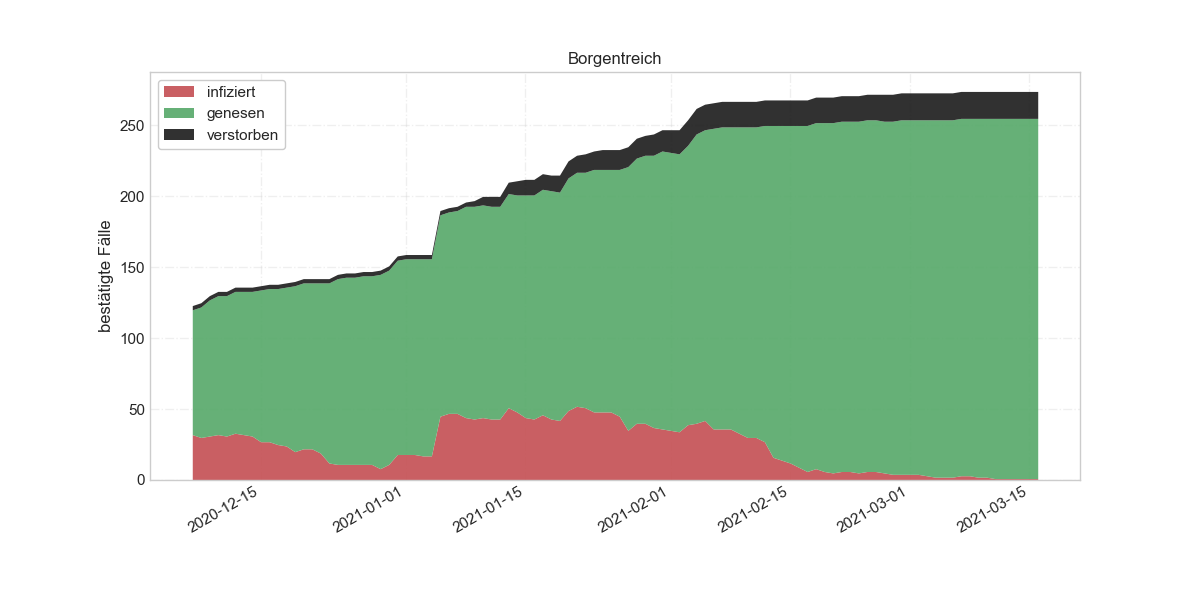 Borgentreich
infiziert
genesen
verstorben
bestätigte Fälle
250
200
150
100
50
0
2020-12-15
2021-01-01
2021-01-15
2021-02-01
2021-02-15
2021-03-01
2021-03-15